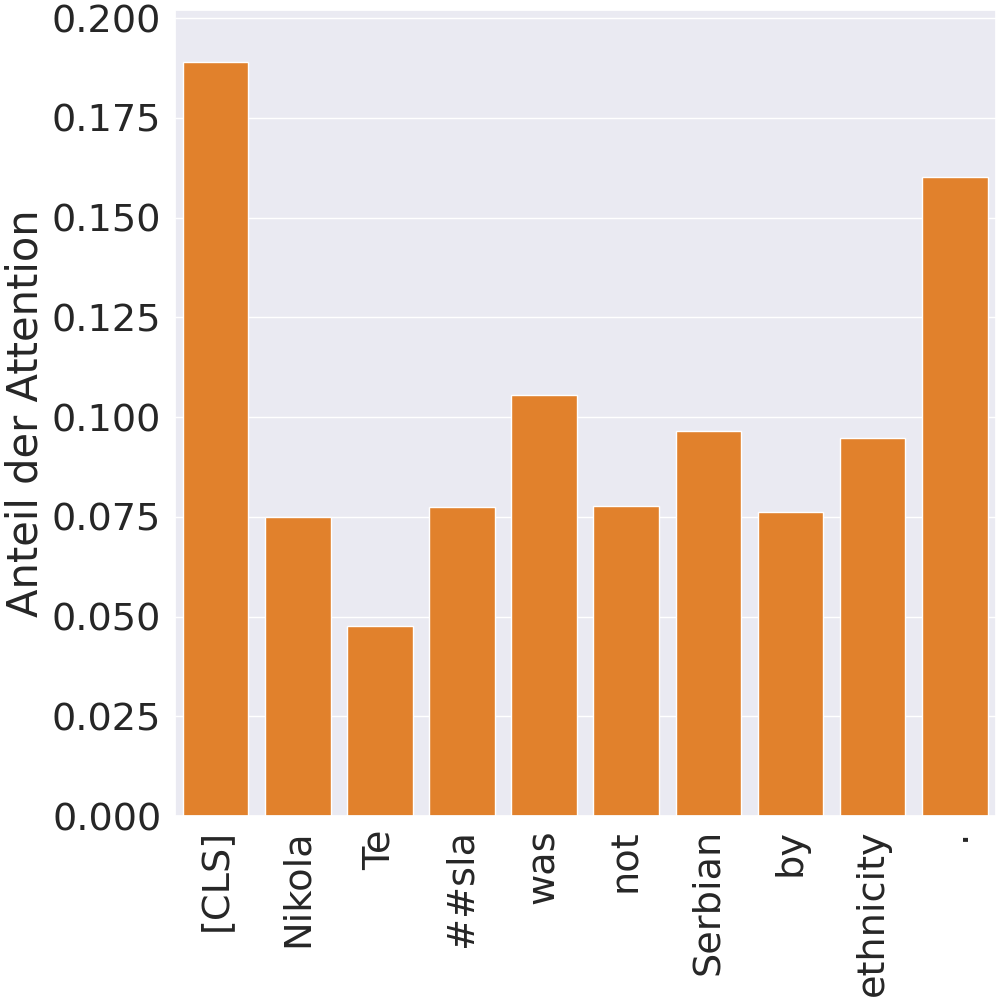 0.200
0.175
0.150
0.125
0.100
0.075
0.050
0.025
0.000
Anteil der Attention
[CLS]
Nikola
Te
##sla
was
not
Serbian
by
ethnicity
.